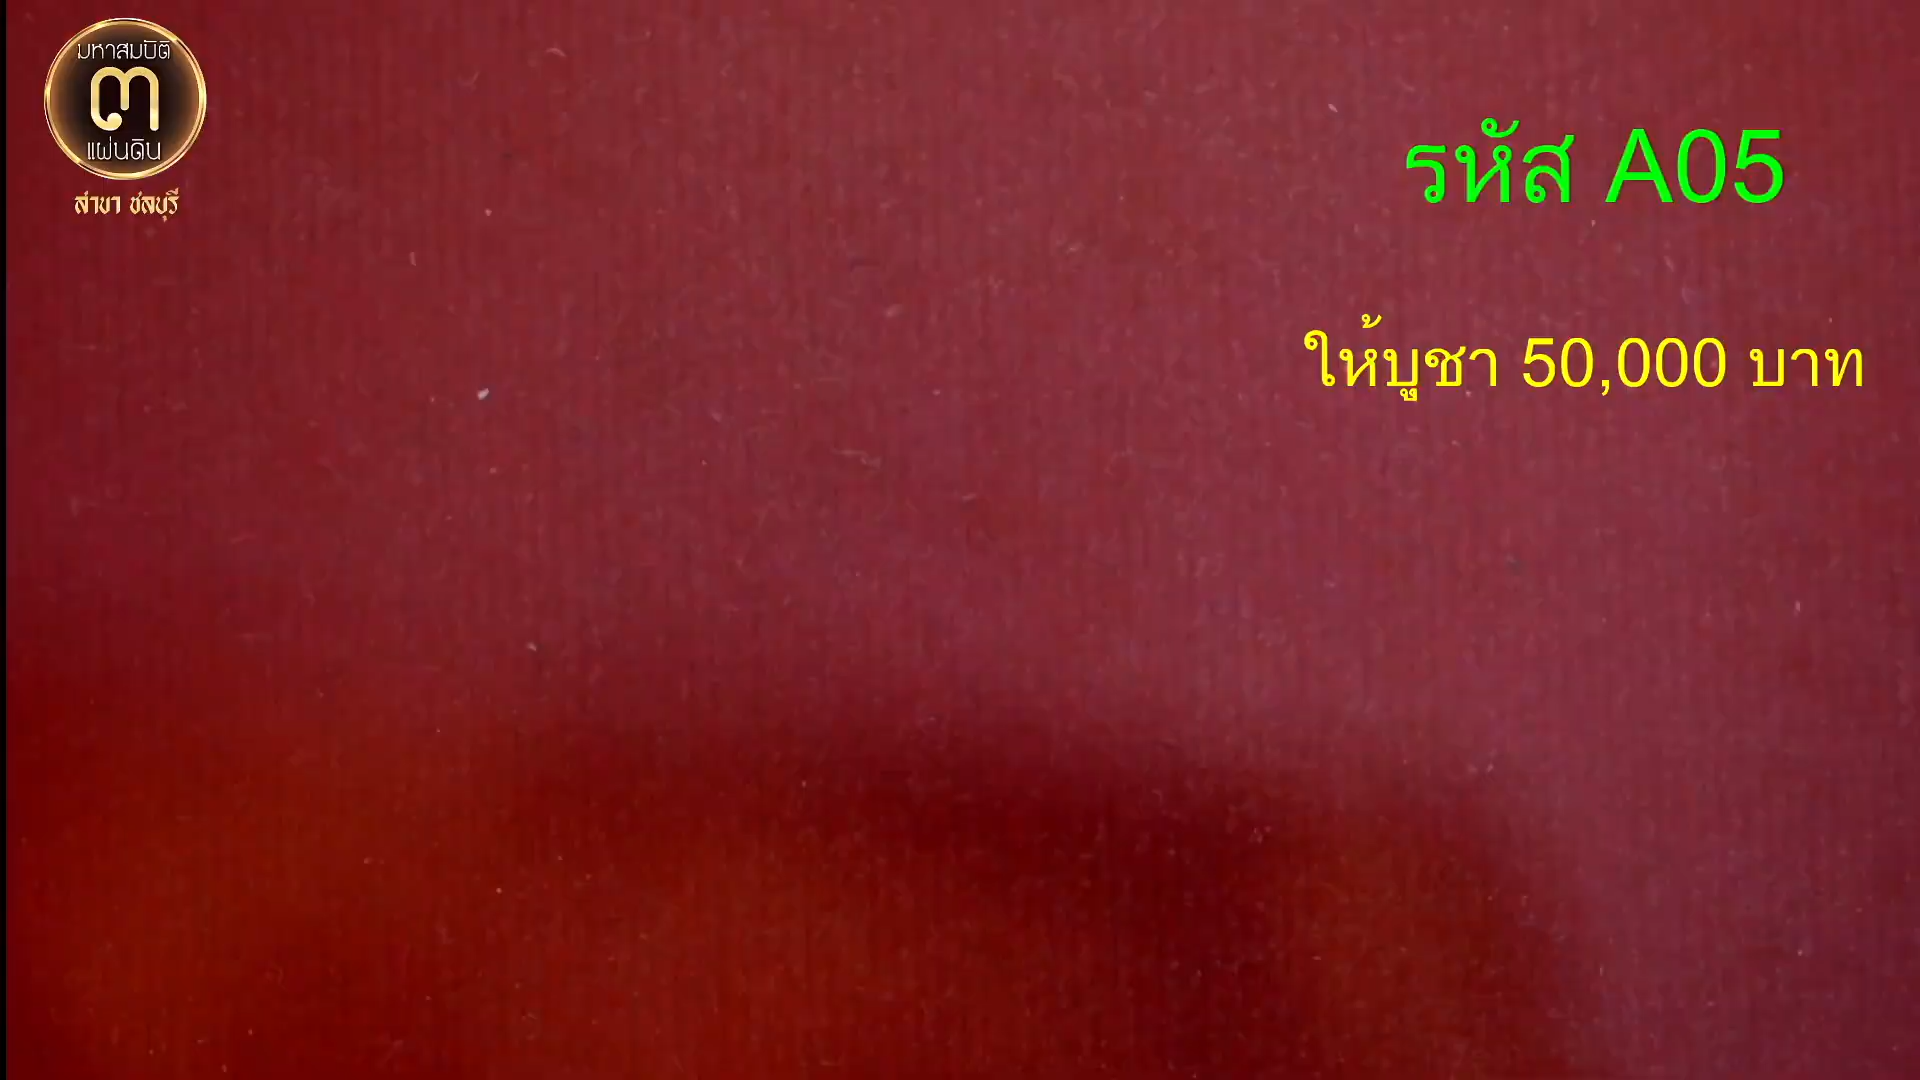 มหาสมบัติ
๓
แผ่นดิน
สาขา ชลบุรี
รหัส A05
ให้บูชา 50,000 บาท